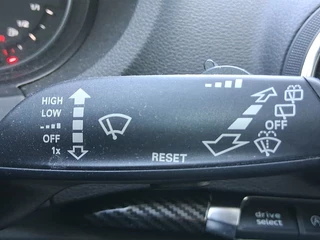 HIGH
LOW
OFF
1x
OFF
RESET
drive
select